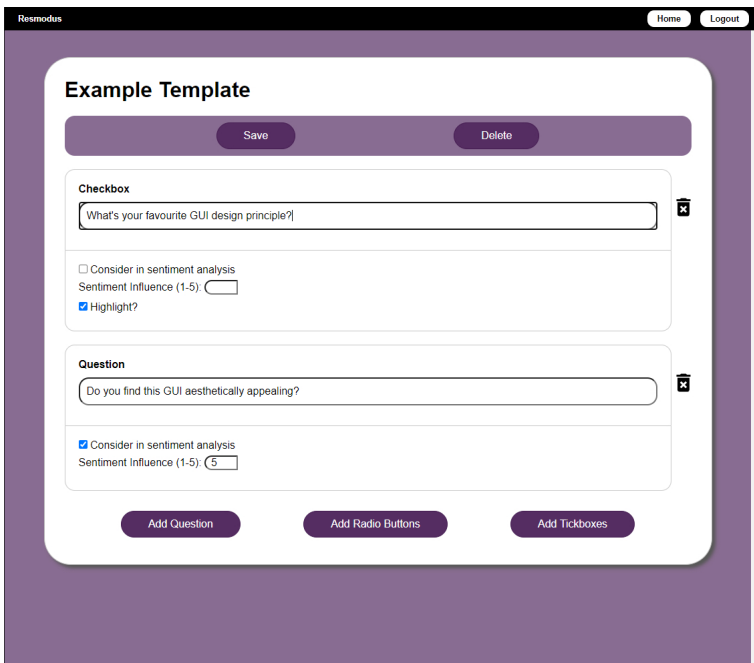 Resmodus Home Logout
Example Template
Save Delete
Checkbox
What's your favourite GUI design principle?
Consider in sentiment analysis
Sentiment Influence (1-5):
Highlight?
Question
Do you find this GUI aesthetically appealing?
Consider in sentiment analysis
Sentiment Influence (1-5): 5
Add Question Add Radio Buttons Add Tickboxes